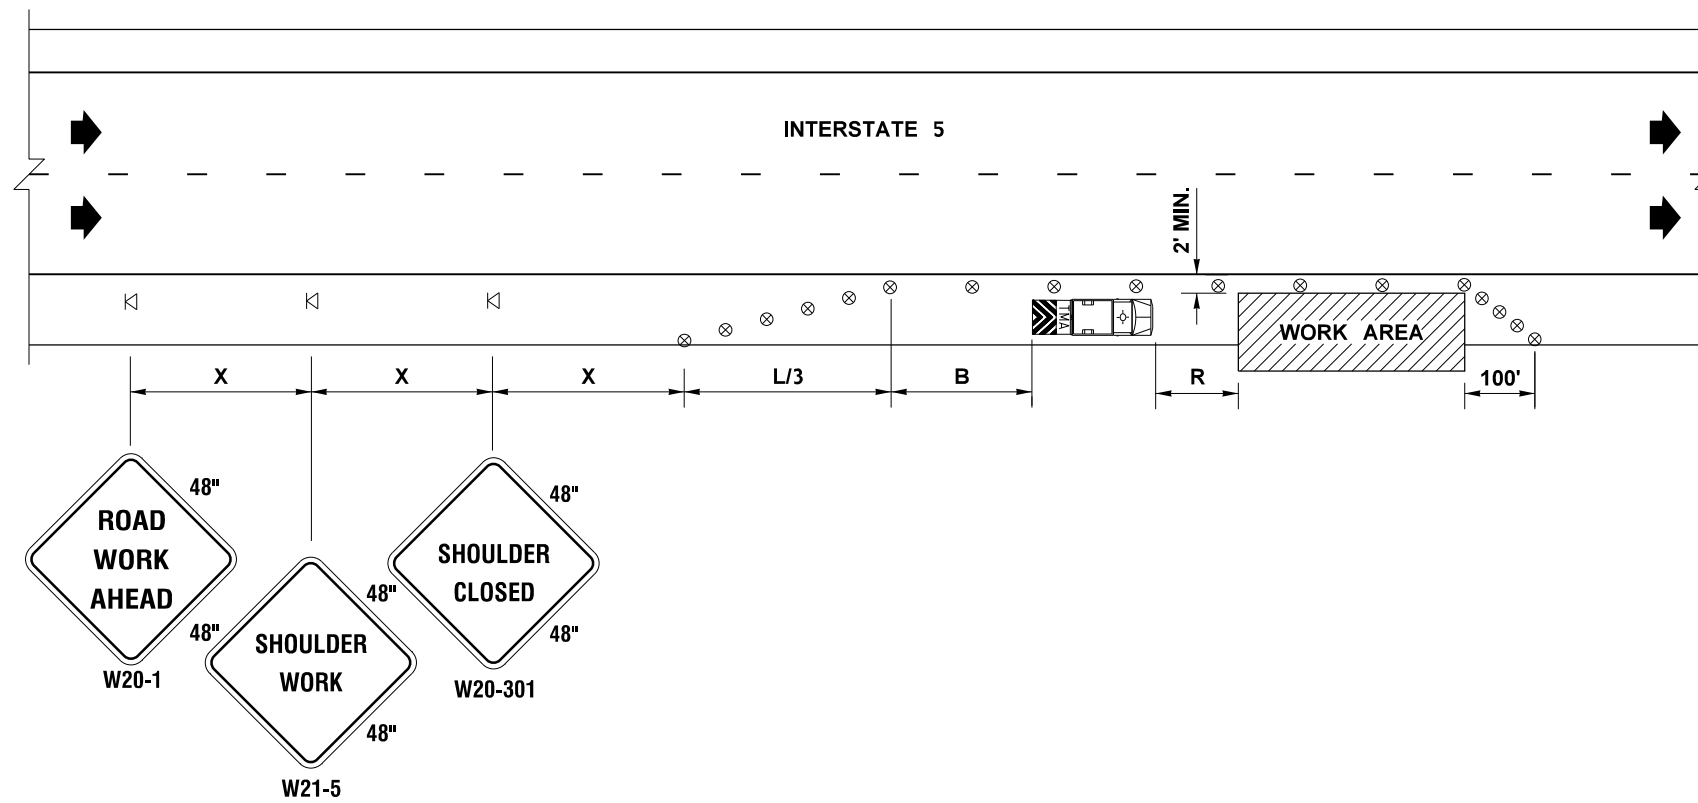 INTERSTATE 5
2' MIN.
TMA
WORK AREA
X
X
X
L/3
B
R
100'
48"
ROAD
WORK
AHEAD
48"
W20-1
48"
SHOULDER
WORK
48"
W21-5
48"
SHOULDER
CLOSED
48"
W20-301